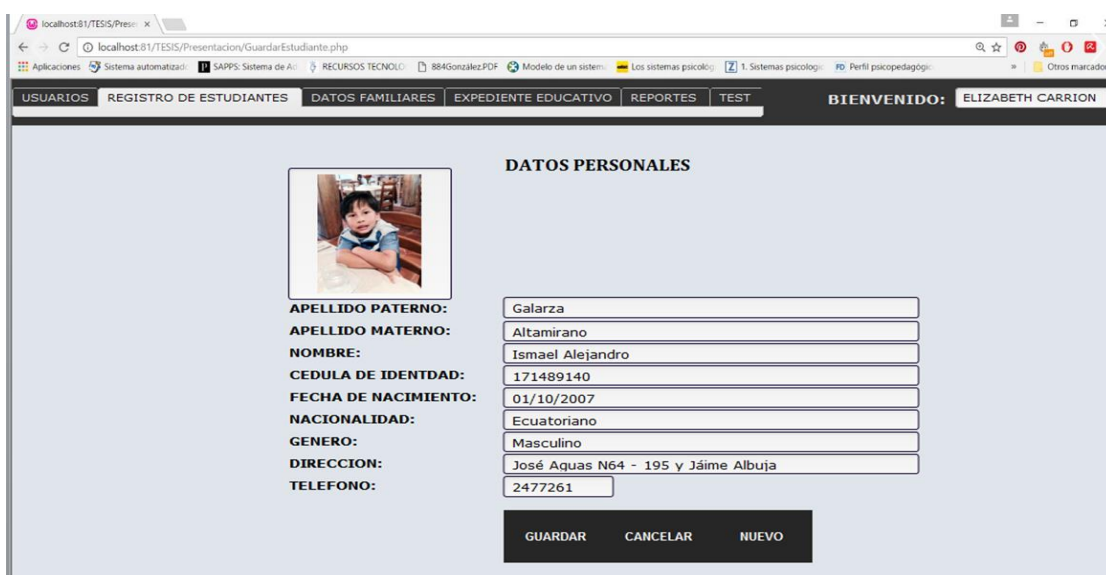 localhost:81/TESIS/Prese
localhost:81/TESIS/Presentacion/GuardarEstudiante.php
Aplicaciones Sistema automatizad SAPPS: Sistema de Ad RECURSOS TECNOLO 884González.PDF Modelo de un sistem Los sistemas psicológ 1. Sistemas psicologic Perfil psicopedagógic » Otros marcador
USUARIOS REGISTRO DE ESTUDIANTES DATOS FAMILIARES EXPEDIENTE EDUCATIVO REPORTES TEST BIENVENIDO: ELIZABETH CARRION
DATOS PERSONALES
APELLIDO PATERNO: Galarza
APELLIDO MATERNO: Altamirano
NOMBRE: Ismael Alejandro
CEDULA DE IDENTDAD: 171489140
FECHA DE NACIMIENTO: 01/10/2007
NACIONALIDAD: Ecuatoriano
GENERO: Masculino
DIRECCION: José Aguas N64 - 195 y Jáime Albuja
TELEFONO: 2477261
GUARDAR CANCELAR NUEVO